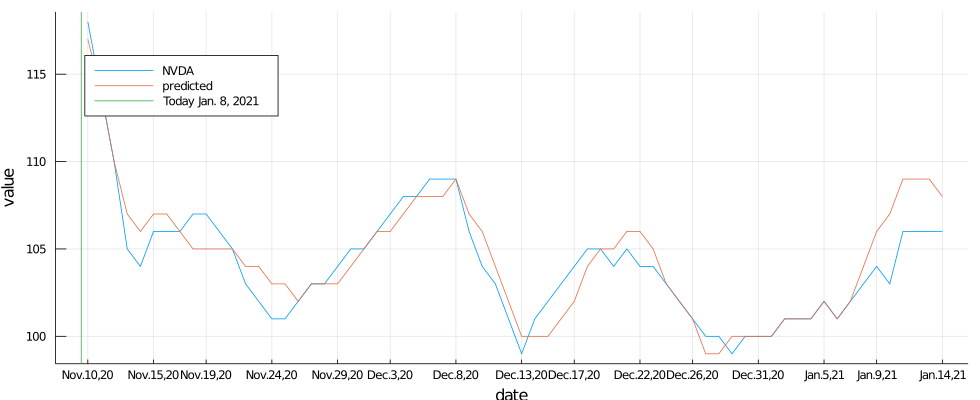 115
110
105
100
value
NVDA
predicted
Today Jan. 8, 2021
Nov.10,20 Nov.15,20 Nov.19,20 Nov.24,20 Nov.29,20 Dec.3,20 Dec.8,20 Dec.13,20 Dec.17,20 Dec.22,20 Dec.26,20 Dec.31,20 Jan.5,21 Jan.9,21 Jan.14,21
date